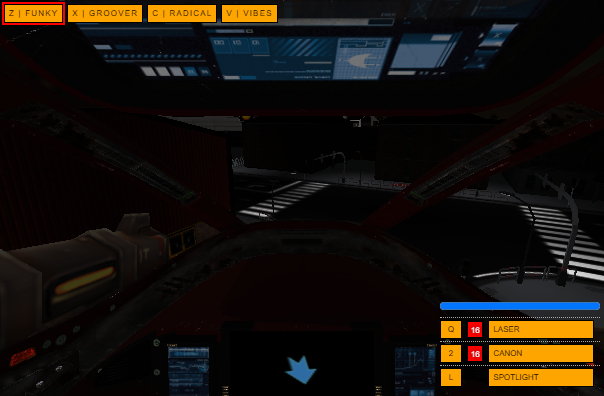 Z | FUNKY
X | GROOVER
C | RADICAL
V | VIBES
Q 16 LASER
2 16 CANON
L SPOTLIGHT